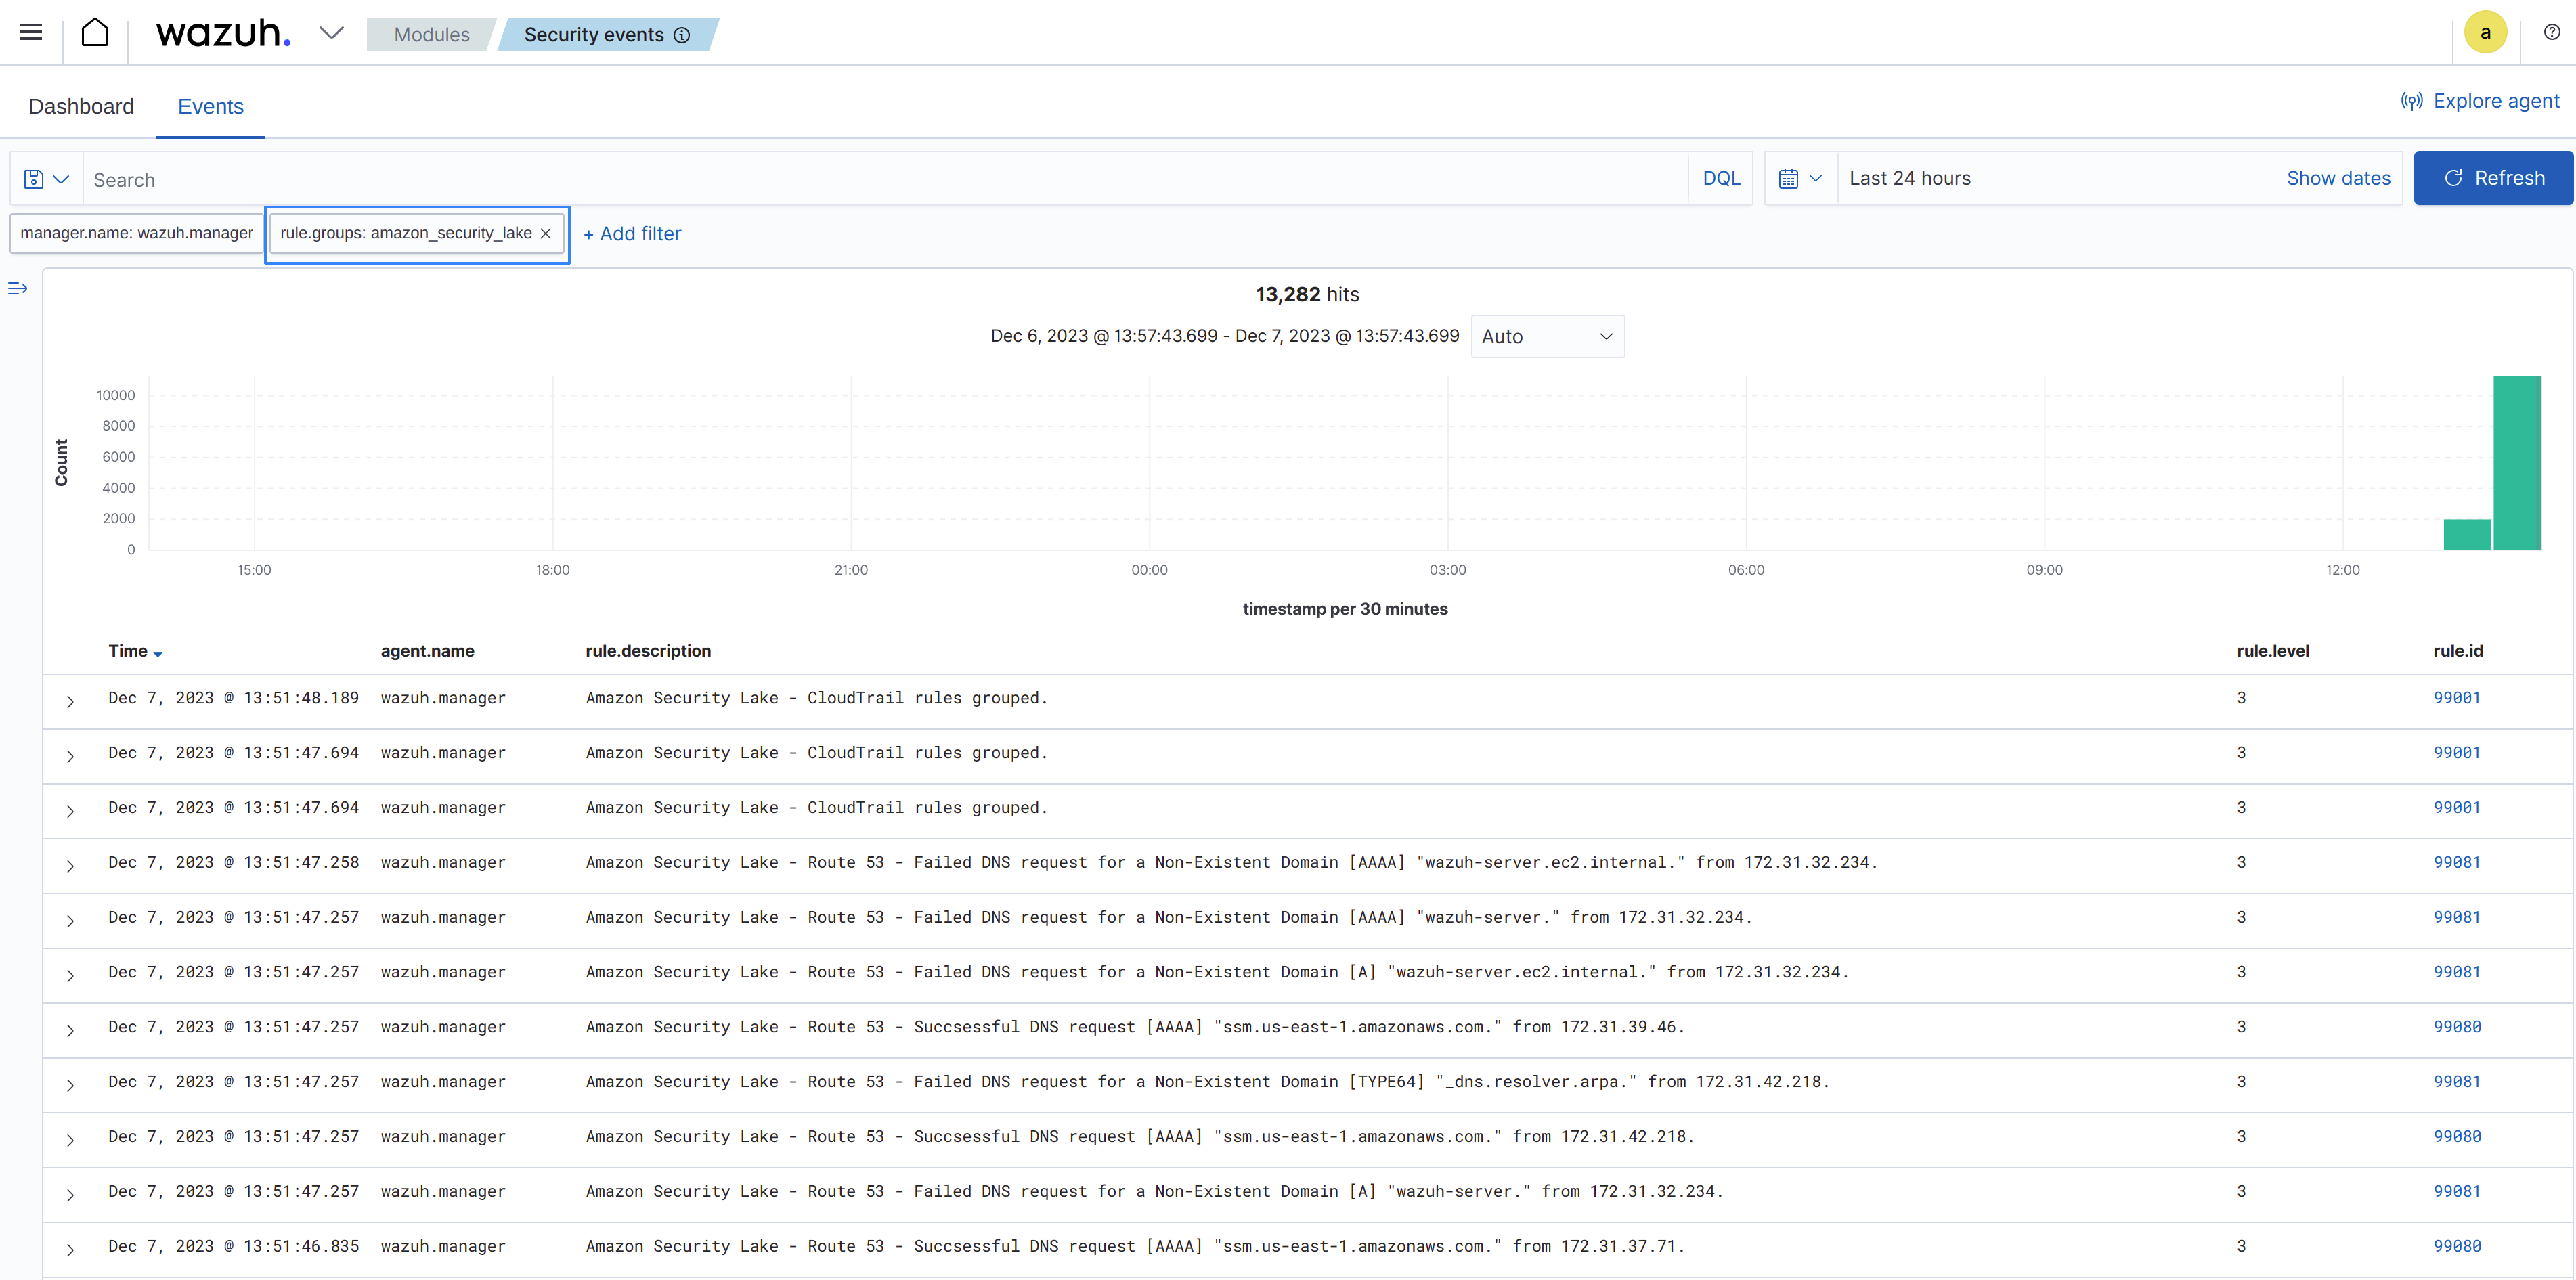 wazuh. Modules Security events a
Dashboard Events Explore agent
Search DQL Last 24 hours Show dates Refresh
manager.name: wazuh.manager rule.groups: amazon_security_lake + Add filter
13,282 hits
Dec 6, 2023 @ 13:57:43.699 - Dec 7, 2023 @ 13:57:43.699 Auto
Count
10000
8000
6000
4000
2000
0
15:00 18:00 21:00 00:00 03:00 06:00 09:00 12:00
timestamp per 30 minutes
Time agent.name rule.description rule.level rule.id
Dec 7, 2023 @ 13:51:48.189 wazuh.manager Amazon Security Lake - CloudTrail rules grouped. 3 99001
Dec 7, 2023 @ 13:51:47.694 wazuh.manager Amazon Security Lake - CloudTrail rules grouped. 3 99001
Dec 7, 2023 @ 13:51:47.694 wazuh.manager Amazon Security Lake - CloudTrail rules grouped. 3 99001
Dec 7, 2023 @ 13:51:47.258 wazuh.manager Amazon Security Lake - Route 53 - Failed DNS request for a Non-Existent Domain [AAAA] "wazuh-server.ec2.internal." from 172.31.32.234. 3 99081
Dec 7, 2023 @ 13:51:47.257 wazuh.manager Amazon Security Lake - Route 53 - Failed DNS request for a Non-Existent Domain [AAAA] "wazuh-server." from 172.31.32.234. 3 99081
Dec 7, 2023 @ 13:51:47.257 wazuh.manager Amazon Security Lake - Route 53 - Failed DNS request for a Non-Existent Domain [A] "wazuh-server.ec2.internal." from 172.31.32.234. 3 99081
Dec 7, 2023 @ 13:51:47.257 wazuh.manager Amazon Security Lake - Route 53 - Succsessful DNS request [AAAA] "ssm.us-east-1.amazonaws.com." from 172.31.39.46. 3 99080
Dec 7, 2023 @ 13:51:47.257 wazuh.manager Amazon Security Lake - Route 53 - Failed DNS request for a Non-Existent Domain [TYPE64] "_dns.resolver.arpa." from 172.31.42.218. 3 99081
Dec 7, 2023 @ 13:51:47.257 wazuh.manager Amazon Security Lake - Route 53 - Succsessful DNS request [AAAA] "ssm.us-east-1.amazonaws.com." from 172.31.42.218. 3 99080
Dec 7, 2023 @ 13:51:47.257 wazuh.manager Amazon Security Lake - Route 53 - Failed DNS request for a Non-Existent Domain [A] "wazuh-server." from 172.31.32.234. 3 99081
Dec 7, 2023 @ 13:51:46.835 wazuh.manager Amazon Security Lake - Route 53 - Succsessful DNS request [AAAA] "ssm.us-east-1.amazonaws.com." from 172.31.37.71. 3 99080